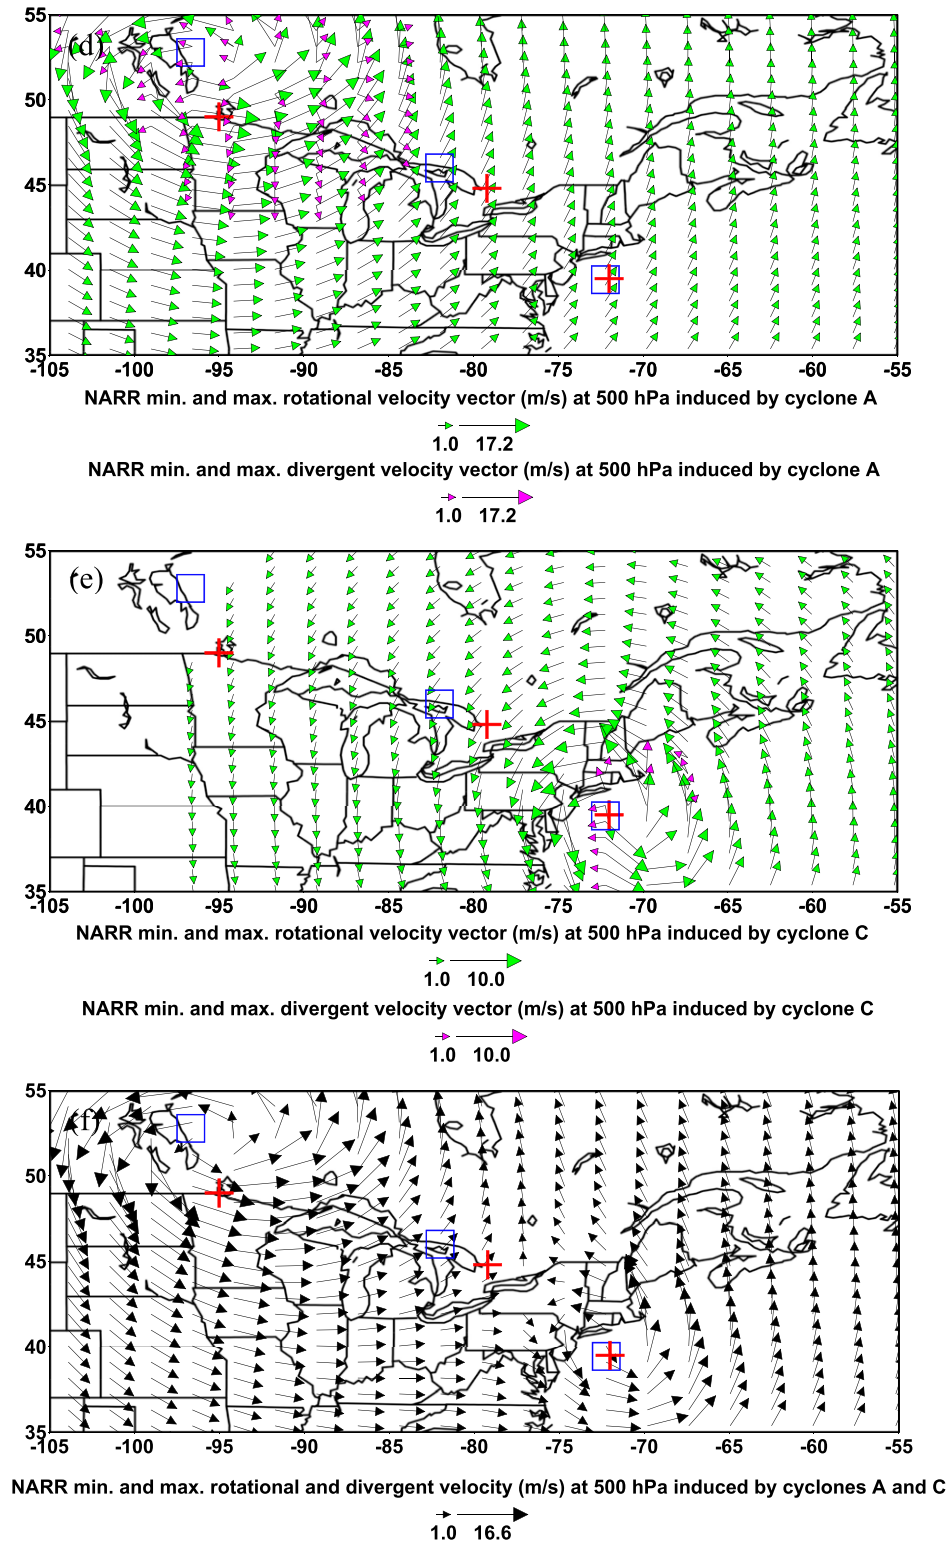 55
(d)
50
45
40
35
-105 -100 -95 -90 -85 -80 -75 -70 -65 -60 -55
NARR min. and max. rotational velocity vector (m/s) at 500 hPa induced by cyclone A
1.0 17.2
NARR min. and max. divergent velocity vector (m/s) at 500 hPa induced by cyclone A
1.0 17.2
55
(e)
50
45
40
35
-105 -100 -95 -90 -85 -80 -75 -70 -65 -60 -55
NARR min. and max. rotational velocity vector (m/s) at 500 hPa induced by cyclone C
1.0 10.0
NARR min. and max. divergent velocity vector (m/s) at 500 hPa induced by cyclone C
1.0 10.0
55
(f)
50
45
40
35
-105 -100 -95 -90 -85 -80 -75 -70 -65 -60 -55
NARR min. and max. rotational and divergent velocity (m/s) at 500 hPa induced by cyclones A and C
1.0 16.6